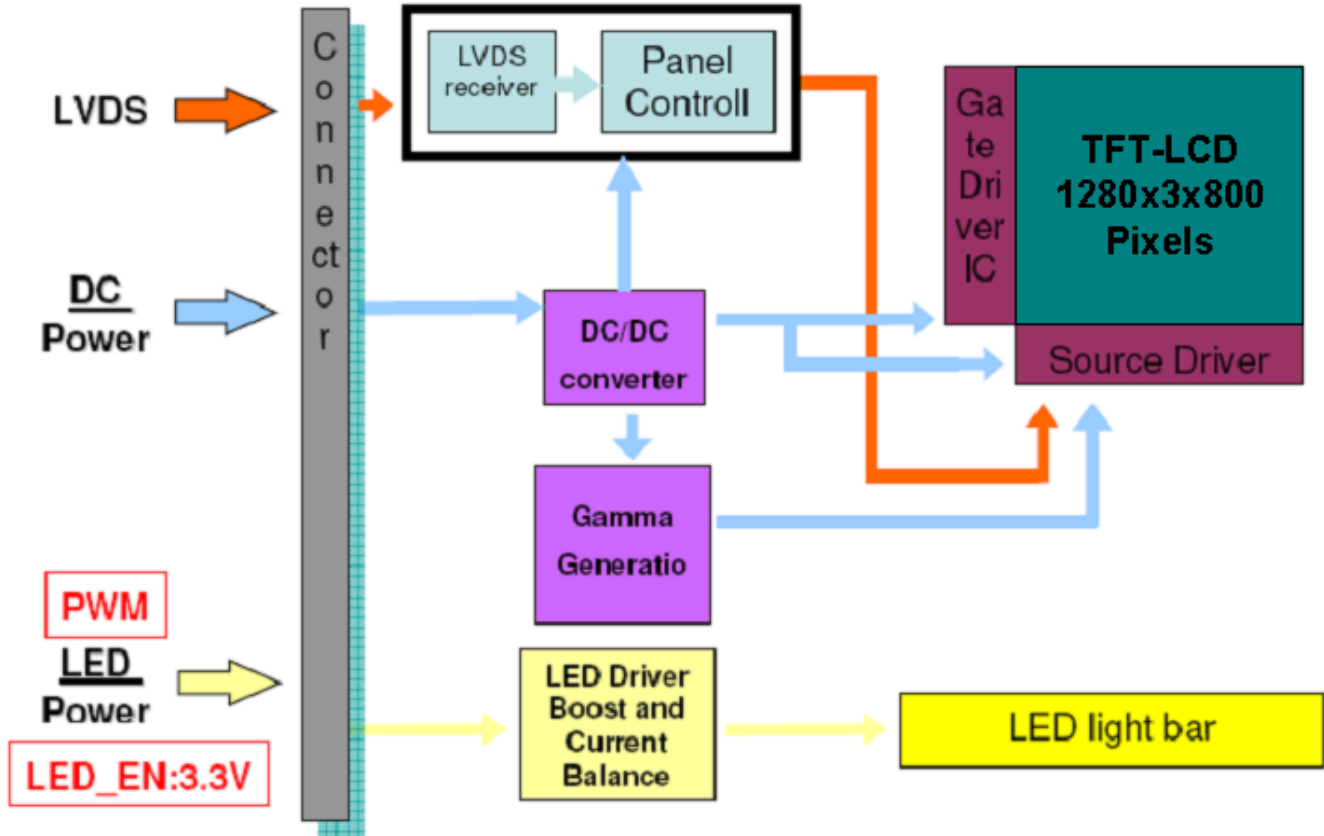 LVDS
DC
Power
PWM
LED
Power
LED_EN:3.3V
C
o
n
n
e
ct
o
r
LVDS
receiver
Panel
Controll
DC/DC
converter
Gamma
Generatio
LED Driver
Boost and
Current
Balance
Ga
te
Dri
ver
IC
TFT-LCD
1280x3x800
Pixels
Source Driver
LED light bar